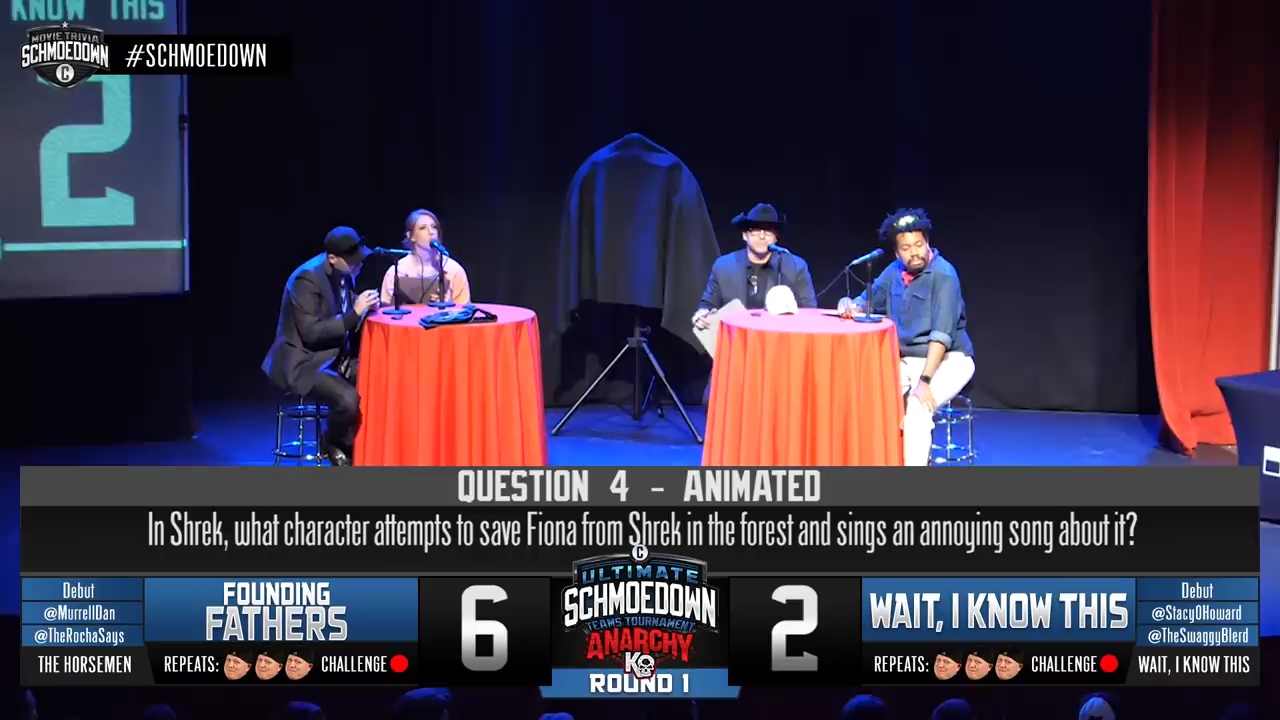 KNOW THIS
2
MOVIE TRIVIA
SCHMOEDOWN
C
#SCHMOEDOWN
QUESTION 4 - ANIMATED
In Shrek, what character attempts to save Fiona from Shrek in the forest and sings an annoying song about it?
Debut
@MurrellDan
@TheRochaSays
THE HORSEMEN
FOUNDING
FATHERS
REPEATS:
CHALLENGE
6
C
ULTIMATE
SCHMOEDOWN
TEAMS TOURNAMENT
ANARCHY
KO
ROUND 1
2
WAIT, I KNOW THIS
REPEATS:
CHALLENGE
Debut
@StacyOHoward
@TheSwaggyBlerd
WAIT, I KNOW THIS